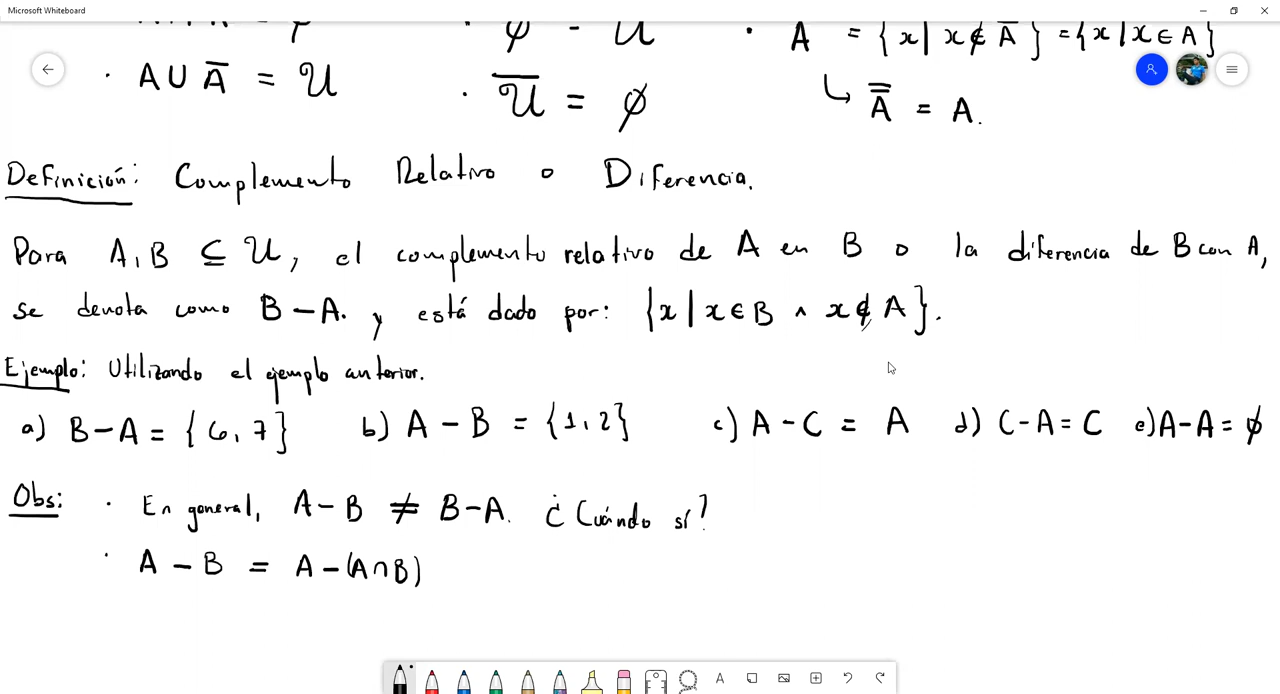 Microsoft Whiteboard
A = {x | x ∉ A̅} = {x | x ∈ A}
· A ∪ A̅ = U
· U̅ = ∅
↳ A̿ = A.
Definición: Complemento Relativo o Diferencia.
Para A, B ⊆ U, el complemento relativo de A en B o la diferencia de B con A,
se denota como B - A. y está dado por: {x | x ∈ B ∧ x ∉ A}.
Ejemplo: Utilizando el ejemplo anterior.
a) B - A = {6, 7} b) A - B = {1, 2} c) A - C = A d) C - A = C e) A - A = ∅
Obs: · En general, A - B ≠ B - A. ¿Cuándo sí?
· A - B = A - (A ∩ B)